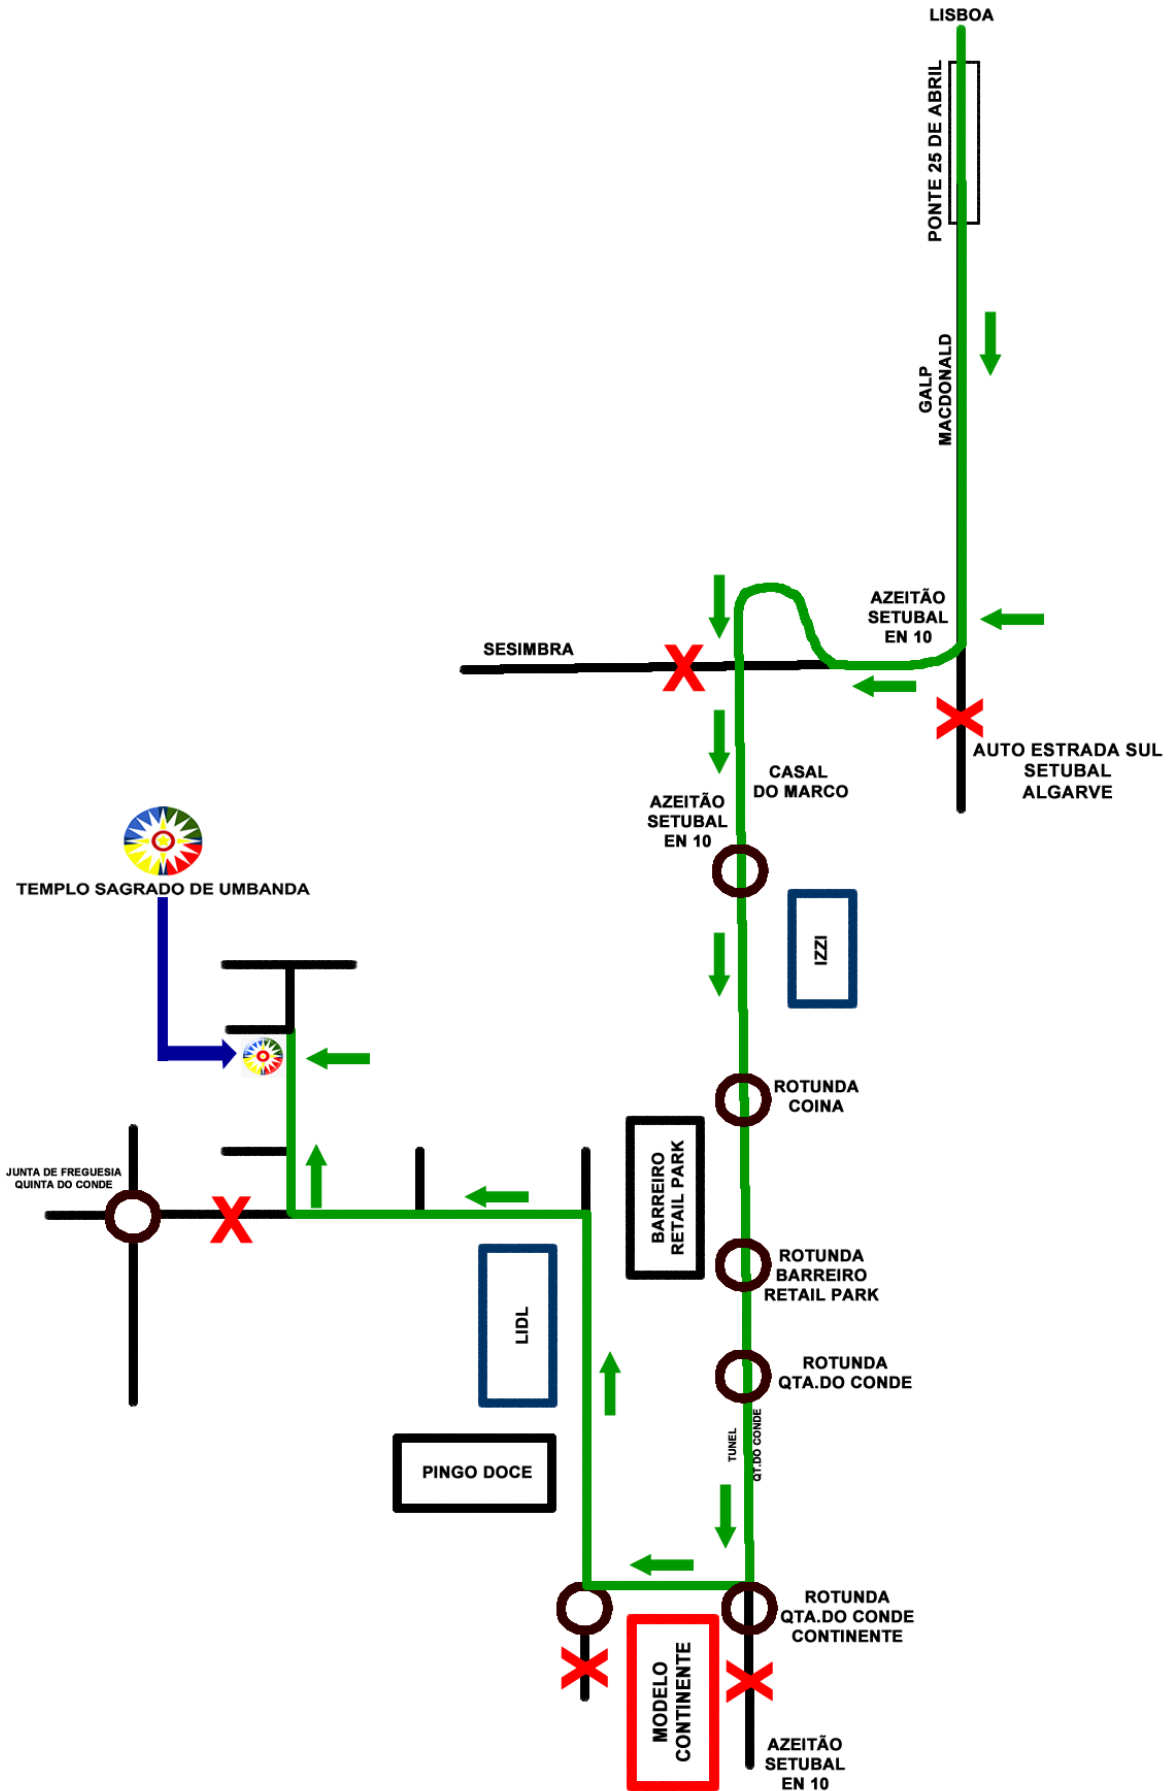 LISBOA
PONTE 25 DE ABRIL
GALP
MACDONALD
AZEITÃO
SETUBAL
EN 10
SESIMBRA
AUTO ESTRADA SUL
SETUBAL
ALGARVE
CASAL
DO MARCO
AZEITÃO
SETUBAL
EN 10
TEMPLO SAGRADO DE UMBANDA
IZZI
ROTUNDA
COINA
BARREIRO
RETAIL PARK
JUNTA DE FREGUESIA
QUINTA DO CONDE
ROTUNDA
BARREIRO
RETAIL PARK
LIDL
ROTUNDA
QTA.DO CONDE
TUNEL
QT.DO CONDE
PINGO DOCE
ROTUNDA
QTA.DO CONDE
CONTINENTE
MODELO
CONTINENTE
AZEITÃO
SETUBAL
EN 10